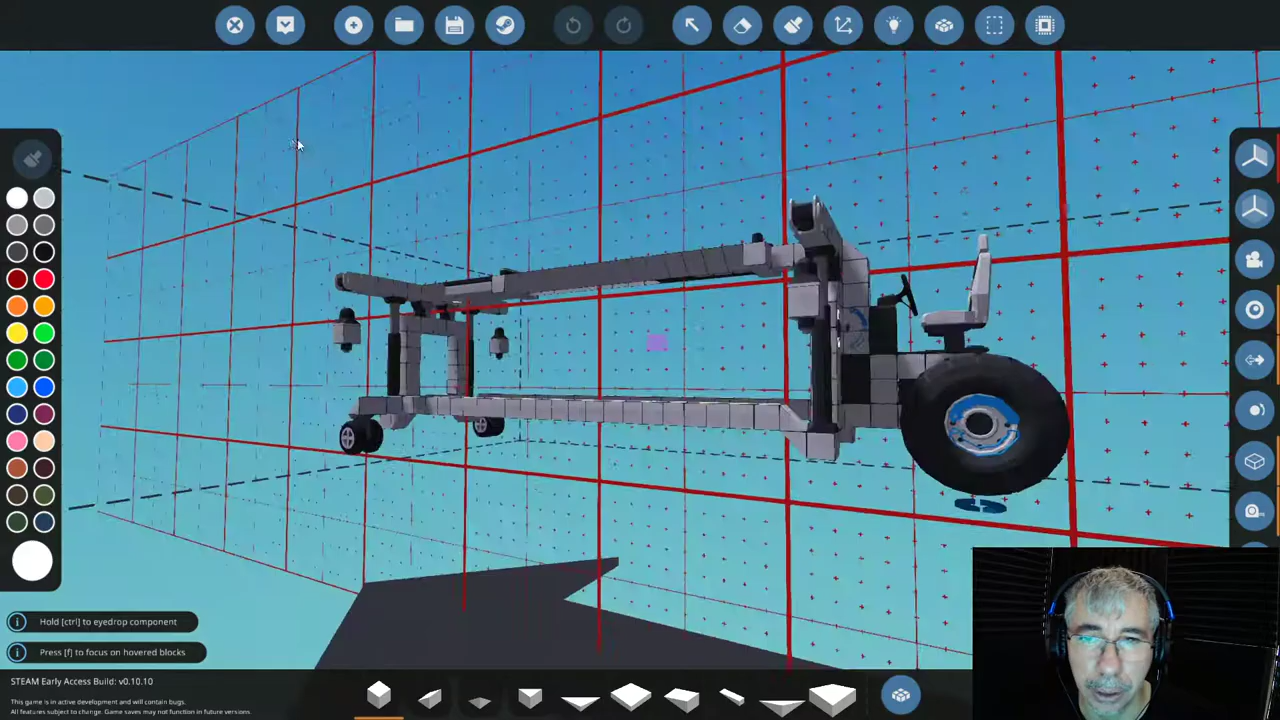 Hold [ctrl] to eyedrop component
Press [f] to focus on hovered blocks
STEAM Early Access Build: v0.10.10
This game is in active development and will contain bugs.
All features subject to change. Game saves may not function in future versions.